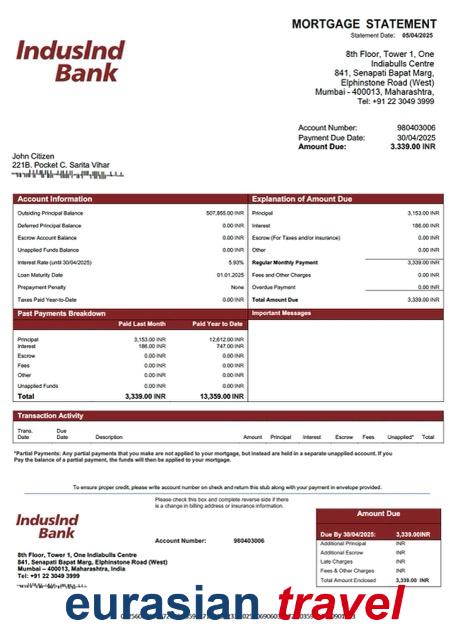 MORTGAGE STATEMENT
Statement Date: 05/04/2025
IndusInd
Bank
8th Floor, Tower 1, One
Indiabulls Centre
841, Senapati Bapat Marg,
Elphinstone Road (West)
Mumbai - 400013, Maharashtra,
Tel: +91 22 3049 3999
Account Number: 980403006
Payment Due Date: 30/04/2025
Amount Due: 3.339.00 INR
John Citizen
221B. Pocket C. Sarita Vihar
Account Information
Outsiding Principal Balance 507,855.00 INR
Deferred Principal Balance 0.00 INR
Escrow Account Balance 0.00 INR
Unapplied Funds Balance 0.00 INR
Interest Rate (until 30/04/2025) 5.93%
Loan Maturity Date 01.01.2025
Prepayment Penalty None
Taxes Paid Year-to-Date 0.00 INR
Explanation of Amount Due
Principal 3,153.00 INR
Interest 186.00 INR
Escrow (For Taxes and/or insurance) 0.00 INR
Other 0.00 INR
Regular Monthly Payment 3,339.00 INR
Fees and Other Charges 0.00 INR
Overdue Payment 0.00 INR
Total Amount Due 3,339.00 INR
Past Payments Breakdown
Paid Last Month Paid Year to Date
Principal 3,153.00 INR 12,612.00 INR
Interest 186.00 INR 747.00 INR
Escrow 0.00 INR 0.00 INR
Fees 0.00 INR 0.00 INR
Other 0.00 INR 0.00 INR
Unapplied Funds 0.00 INR 0.00 INR
Total 3,339.00 INR 13,359.00 INR
Important Messages
Transaction Activity
Trans. Date Due Date Description Amount Principal Interest Escrow Fees Unapplied* Total
*Partial Payments: Any partial payments that you make are not applied to your mortgage, but instead are held in a separate unapplied account. If you
Pay the balance of a partial payment, the funds will then be applied to your mortgage.
To ensure proper credit, please write account number on check and return this stub along with your payment in envelope provided.
Please check this box and complete reverse side if there
is a change in billing address or insurance information.
IndusInd
Bank
Account Number: 980403006
8th Floor, Tower 1, One Indiabulls Centre
841, Senapati Bapat Marg, Elphinstone Road (West)
Mumbai – 400013, Maharashtra, India
Tel: +91 22 3049 3999
Amount Due
Due By 30/04/2025: 3,339.00INR
Additional Principal INR
Additional Escrow INR
Late Charges INR
Fees & Other Charges INR
Total Amount Enclosed 3,339.00 INR
eurasian travel